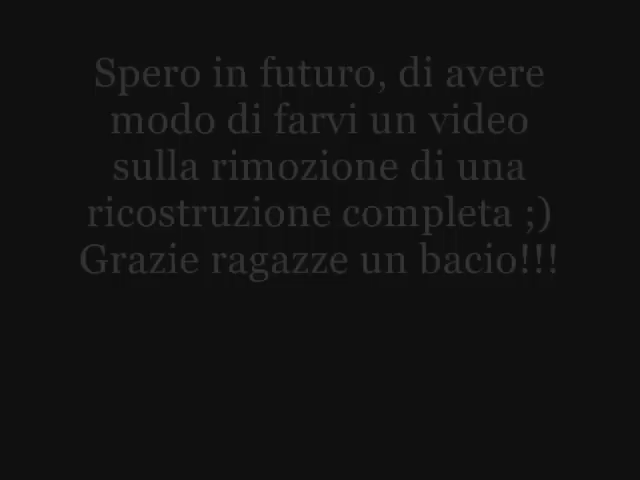 Spero in futuro, di avere
modo di farvi un video
sulla rimozione di una
ricostruzione completa ;)
Grazie ragazze un bacio!!!